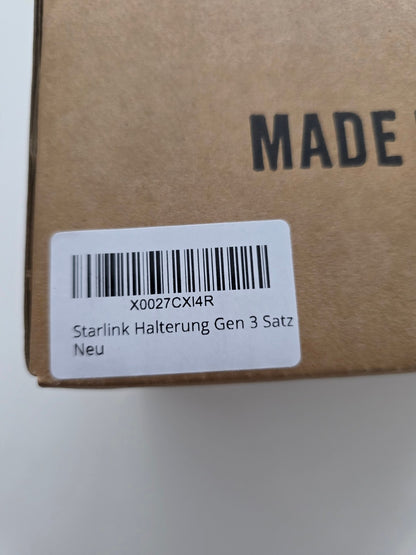 MADE
X0027CXI4R
Starlink Halterung Gen 3 Satz
Neu